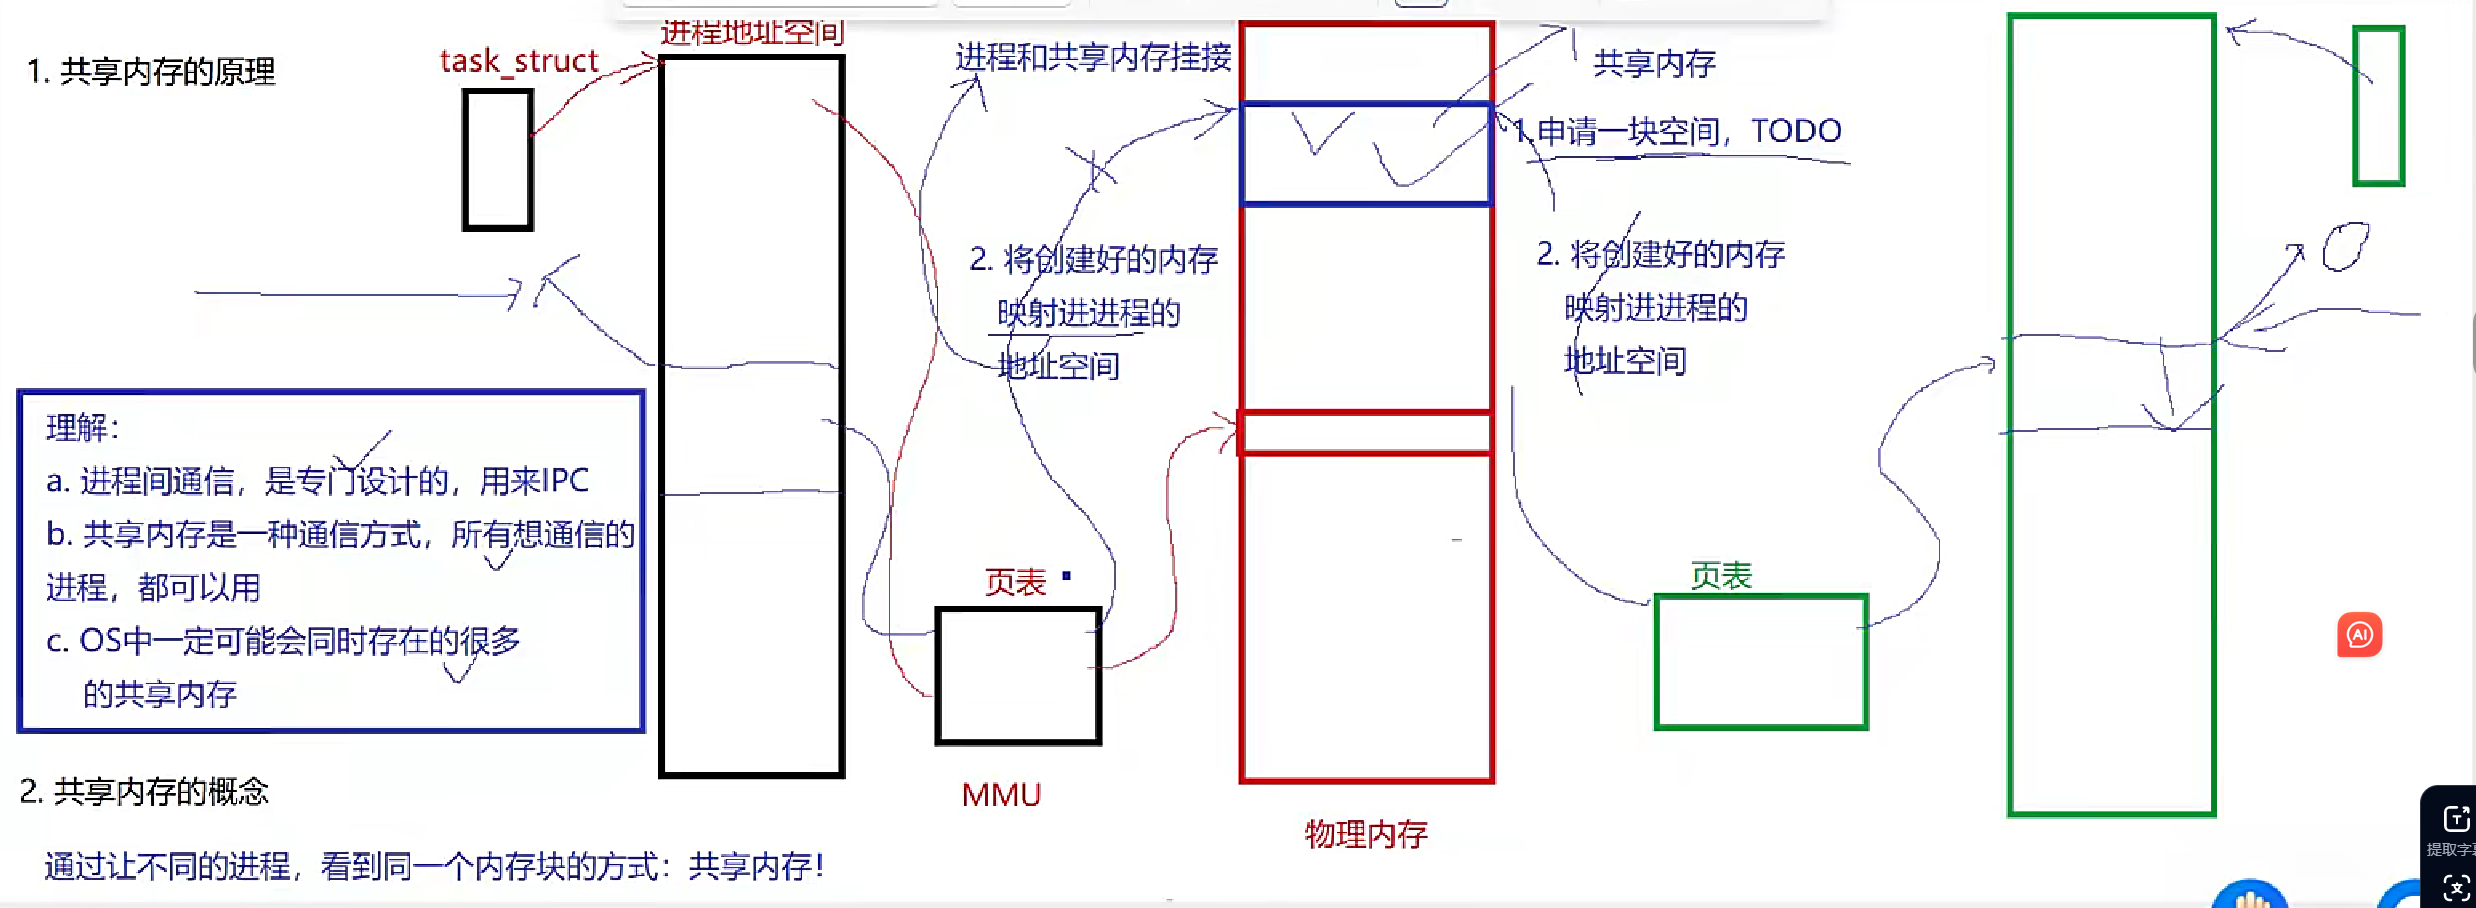 进程地址空间
1. 共享内存的原理
task_struct
进程和共享内存挂接
共享内存
1.申请一块空间，TODO
2. 将创建好的内存
映射进进程的
地址空间
2. 将创建好的内存
映射进进程的
地址空间
理解：
a. 进程间通信，是专门设计的，用来IPC
b. 共享内存是一种通信方式，所有想通信的
进程，都可以用
c. OS中一定可能会同时存在的很多
的共享内存
页表
页表
MMU
物理内存
2. 共享内存的概念
通过让不同的进程，看到同一个内存块的方式：共享内存！
AI
提取字